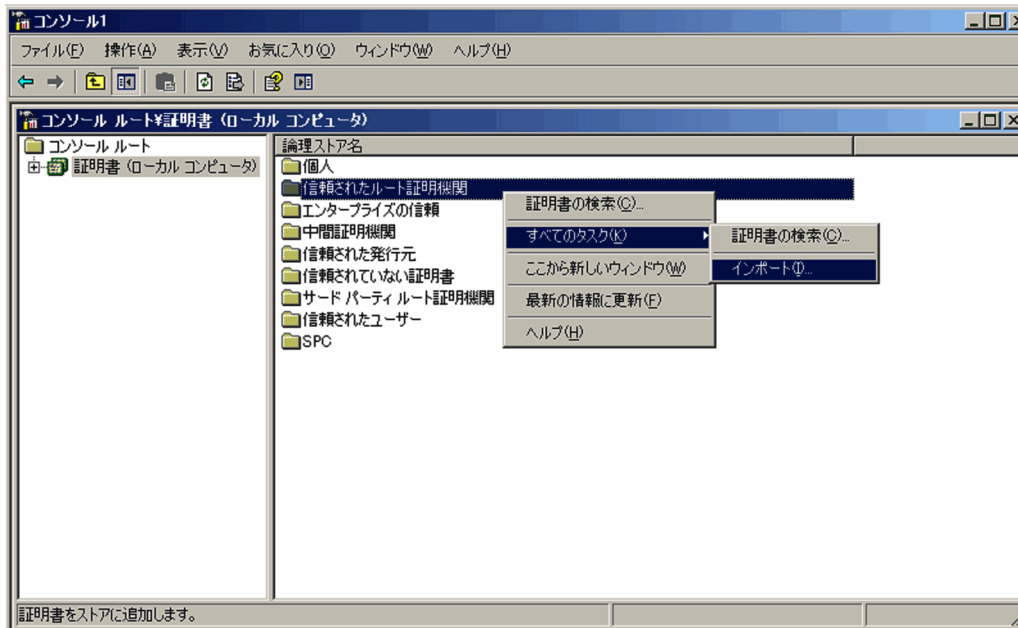 コンソール1
ファイル(F) 操作(A) 表示(V) お気に入り(O) ウィンドウ(W) ヘルプ(H)
コンソール ルート¥証明書 (ローカル コンピュータ)
コンソール ルート
証明書 (ローカル コンピュータ)
論理ストア名
個人
信頼されたルート証明機関
エンタープライズの信頼
中間証明機関
信頼された発行元
信頼されていない証明書
サード パーティ ルート証明機関
信頼されたユーザー
SPC
証明書の検索(C)...
すべてのタスク(K)
ここから新しいウィンドウ(W)
最新の情報に更新(F)
ヘルプ(H)
証明書の検索(C)...
インポート(I)...
証明書をストアに追加します。